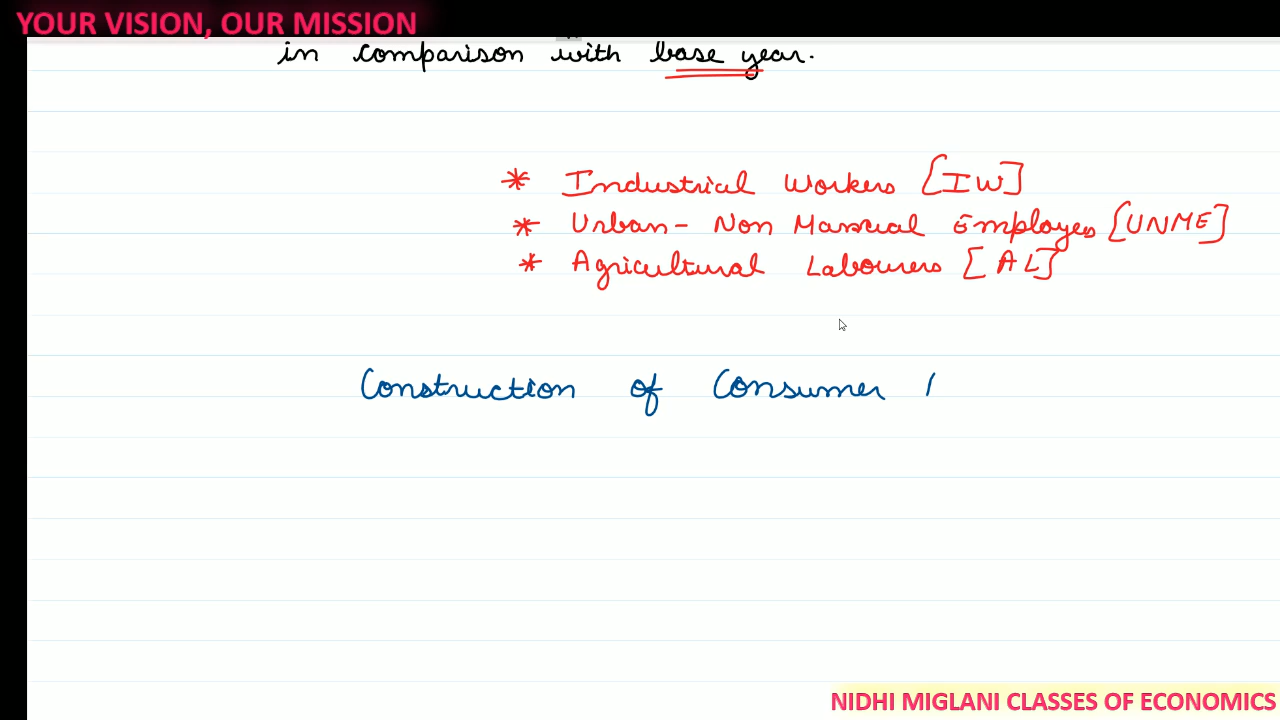 YOUR VISION, OUR MISSION
in comparison with base year.
* Industrial Workers [IW]
* Urban- Non Manual Employes [UNME]
* Agricultural Labourers [AL]
Construction of Consumer
NIDHI MIGLANI CLASSES OF ECONOMICS